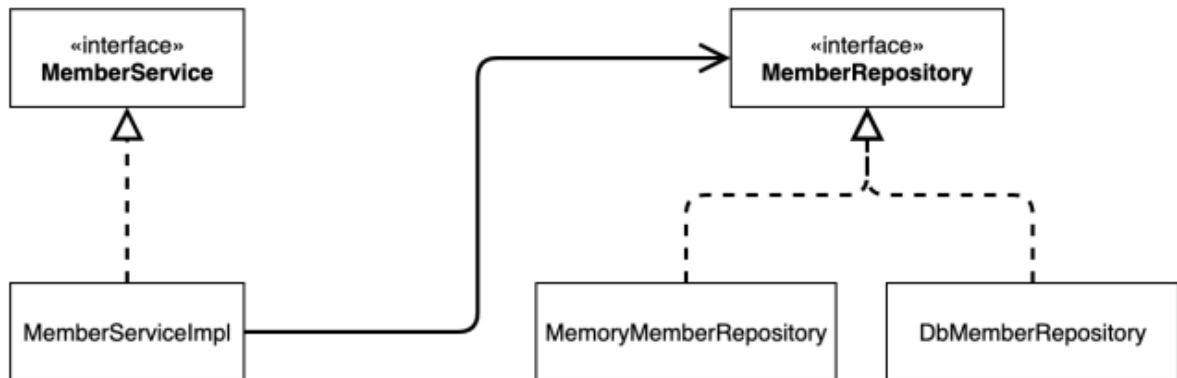 «interface»
MemberService
«interface»
MemberRepository
MemberServiceImpl
MemoryMemberRepository
DbMemberRepository